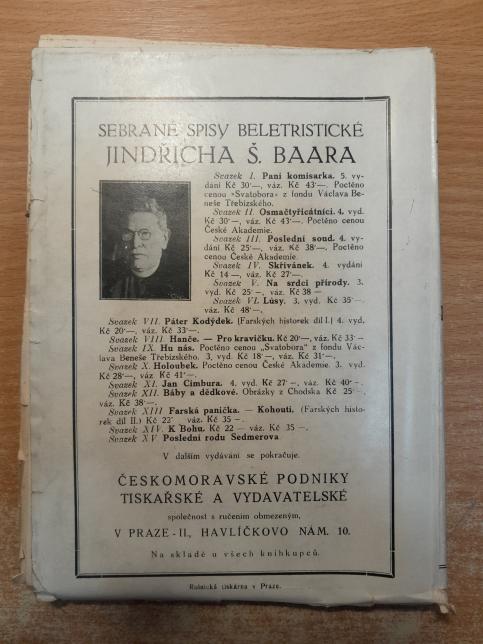 SEBRANÉ SPISY BELETRISTICKÉ
JINDŘICHA Š. BAARA
Svazek I. Paní komisarka. 5. vy-
dání Kč 30'—, váz. Kč 43'—. Poctěno
cenou »Svatobora« z fondu Václava Be-
neše Třebízského.
Svazek II. Osmačtyřicátníci. 4. vyd.
Kč 30'—, váz. Kč 43'—. Poctěno cenou
České Akademie.
Svazek III. Poslední soud. 4. vy-
dání Kč 25'—, váz. Kč 38'—, Poctěno
cenou České Akademie.
Svazek IV. Skřivánek. 4. vydání
Kč 14—, váz. Kč 27'—.
Svazek V. Na srdci přírody. 3.
vyd. Kč 25'—, váz. Kč 38—
Svazek VI. Lůsy. 3. vyd. Kč 35'—
váz. Kč 48'—,
Svazek VII. Páter Kodýdek. (Farských historek díl I.) 4. vyd.
Kč 20'—, váz. Kč 33'—.
Svazek VIII. Hanče. — Pro kravičku. Kč 20'—, váz. Kč 33'—
Svazek IX. Hu nás. Poctěno cenou „Svatobora" z fondu Vác-
lava Beneše Třebízského. 3, vyd Kč 18'—, váz. Kč 31'—.
Svazek X. Holoubek. Poctěno cenou České Akademie. 3. vyd.
Kč 28'—, váz. Kč 41'—.
Svazek XI. Jan Cimbura. 4. vyd Kč 27'—, váz. Kč 40'—.
Svazek XII. Báby a dědkové. Obrázky z Chodska Kč 25'—,
váz. Kč 38'—.
Svazek XIII Farská panička. — Kohouti. (Farských histo-
rek díl II.) Kč 22' váz Kč 35 —.
Svazek XIV. K Bohu. Kč 22 — váz. Kč 35 —.
Svazek XV Poslední rodu Sedmerova
V dalším vydávání se pokračuje.
ČESKOMORAVSKÉ PODNIKY
TISKAŘSKÉ A VYDAVATELSKÉ
společnost s ručením obmezeným,
V PRAZE-II., HAVLÍČKOVO NÁM. 10.
Na skladě u všech knihkupců.
tiskárna v Praze.